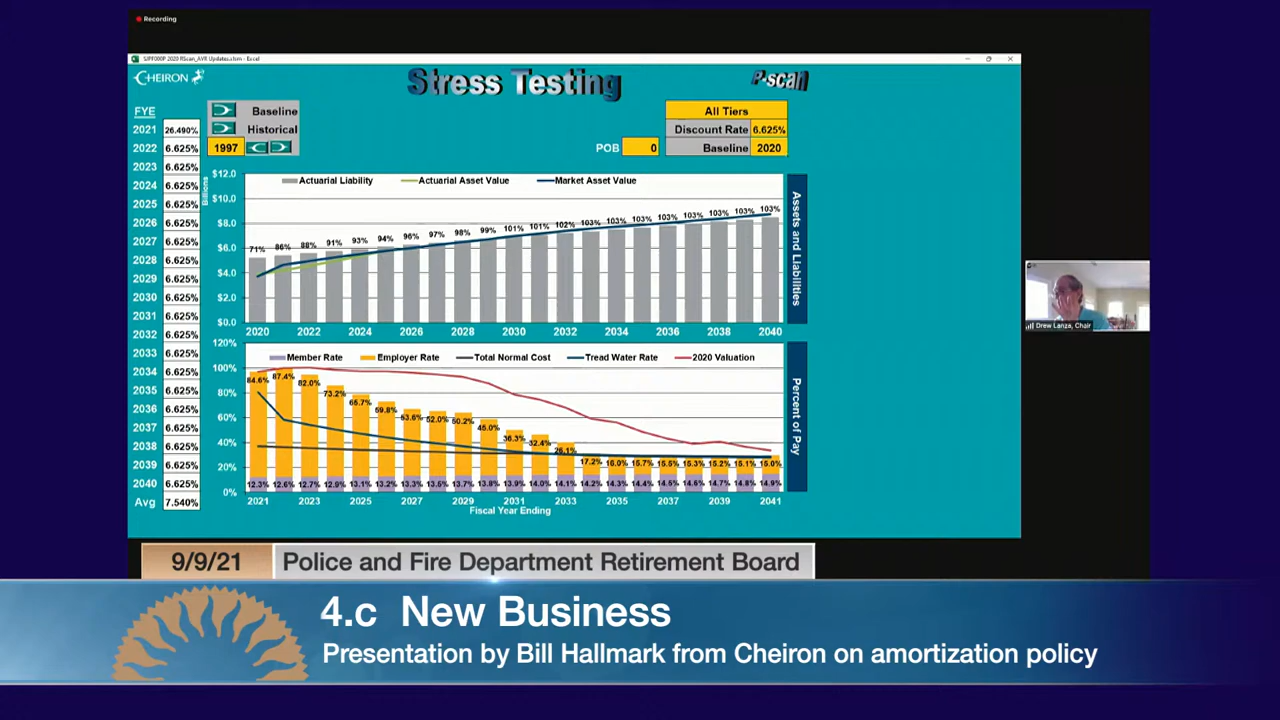 Recording
SJPF000P 2020 RScan_AVR Updates.xlsm - Excel
CHEIRON
Stress Testing
P-scan
FYE
2021 26.490%
2022 6.625%
2023 6.625%
2024 6.625%
2025 6.625%
2026 6.625%
2027 6.625%
2028 6.625%
2029 6.625%
2030 6.625%
2031 6.625%
2032 6.625%
2033 6.625%
2034 6.625%
2035 6.625%
2036 6.625%
2037 6.625%
2038 6.625%
2039 6.625%
2040 6.625%
Avg 7.540%
Baseline
Historical
1997
POB 0
All Tiers
Discount Rate 6.625%
Baseline 2020
Billions
Actuarial Liability Actuarial Asset Value Market Asset Value
$12.0
$10.0
$8.0
$6.0
$4.0
$2.0
$0.0
71% 86% 88% 91% 93% 94% 96% 97% 98% 99% 101% 101% 102% 103% 103% 103% 103% 103% 103% 103% 103%
2020 2022 2024 2026 2028 2030 2032 2034 2036 2038 2040
Assets and Liabilities
Member Rate Employer Rate Total Normal Cost Tread Water Rate 2020 Valuation
120%
100%
80%
60%
40%
20%
0%
84.6% 87.4% 82.0% 73.2% 65.7% 59.8% 53.6% 52.0% 50.2% 45.0% 36.3% 32.4% 26.1% 17.2% 16.0% 15.7% 15.5% 15.3% 15.2% 15.1% 15.0%
12.3% 12.6% 12.7% 12.9% 13.1% 13.2% 13.3% 13.5% 13.7% 13.8% 13.9% 14.0% 14.1% 14.2% 14.3% 14.4% 14.5% 14.6% 14.7% 14.8% 14.9%
2021 2023 2025 2027 2029 2031 2033 2035 2037 2039 2041
Fiscal Year Ending
Percent of Pay
Drew Lanza, Chair
9/9/21 Police and Fire Department Retirement Board
4.c New Business
Presentation by Bill Hallmark from Cheiron on amortization policy